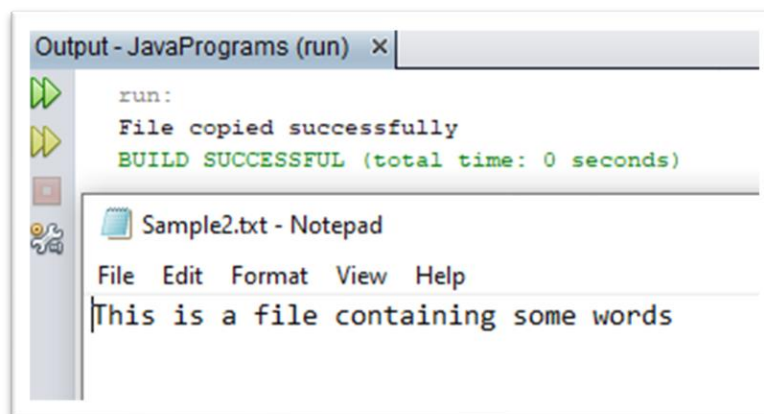 Output - JavaPrograms (run) ×
run:
File copied successfully
BUILD SUCCESSFUL (total time: 0 seconds)
Sample2.txt - Notepad
File Edit Format View Help
This is a file containing some words